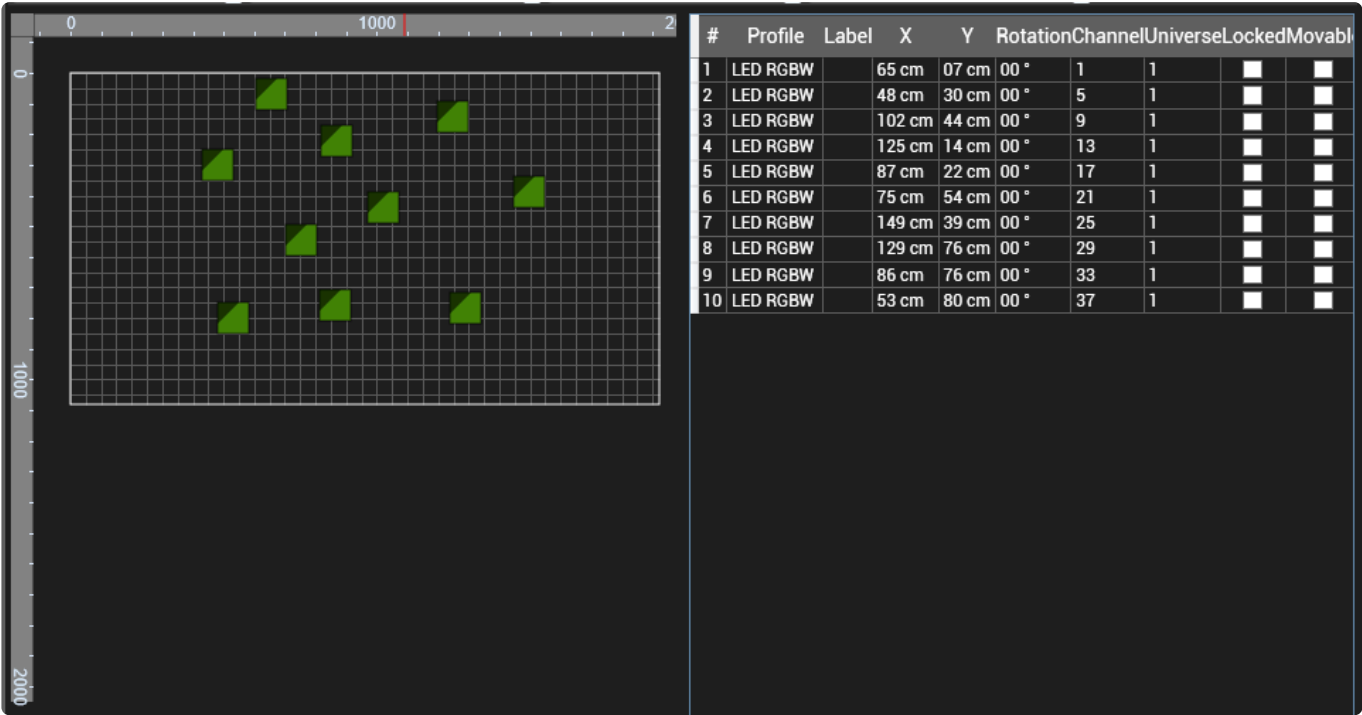 0 1000 2
0
1000
2000
# Profile Label X Y Rotation Channel Universe Locked Movabl
1 LED RGBW 65 cm 07 cm 00 ° 1 1
2 LED RGBW 48 cm 30 cm 00 ° 5 1
3 LED RGBW 102 cm 44 cm 00 ° 9 1
4 LED RGBW 125 cm 14 cm 00 ° 13 1
5 LED RGBW 87 cm 22 cm 00 ° 17 1
6 LED RGBW 75 cm 54 cm 00 ° 21 1
7 LED RGBW 149 cm 39 cm 00 ° 25 1
8 LED RGBW 129 cm 76 cm 00 ° 29 1
9 LED RGBW 86 cm 76 cm 00 ° 33 1
10 LED RGBW 53 cm 80 cm 00 ° 37 1